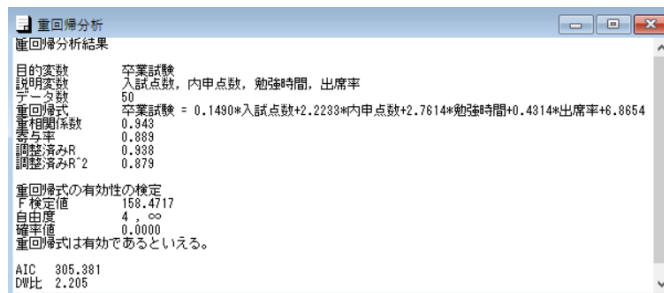 重回帰分析
重回帰分析結果
目的変数 卒業試験
説明変数 入試点数, 内申点数, 勉強時間, 出席率
データ数 50
重回帰式 卒業試験 = 0.1490*入試点数+2.2233*内申点数+2.7614*勉強時間+0.4314*出席率+6.8654
重相関係数 0.943
寄与率 0.889
調整済みR 0.938
調整済みR^2 0.879
重回帰式の有効性の検定
F検定値 158.4717
自由度 4 , ∞
確率値 0.0000
重回帰式は有効であるといえる。
AIC 305.381
DW比 2.205